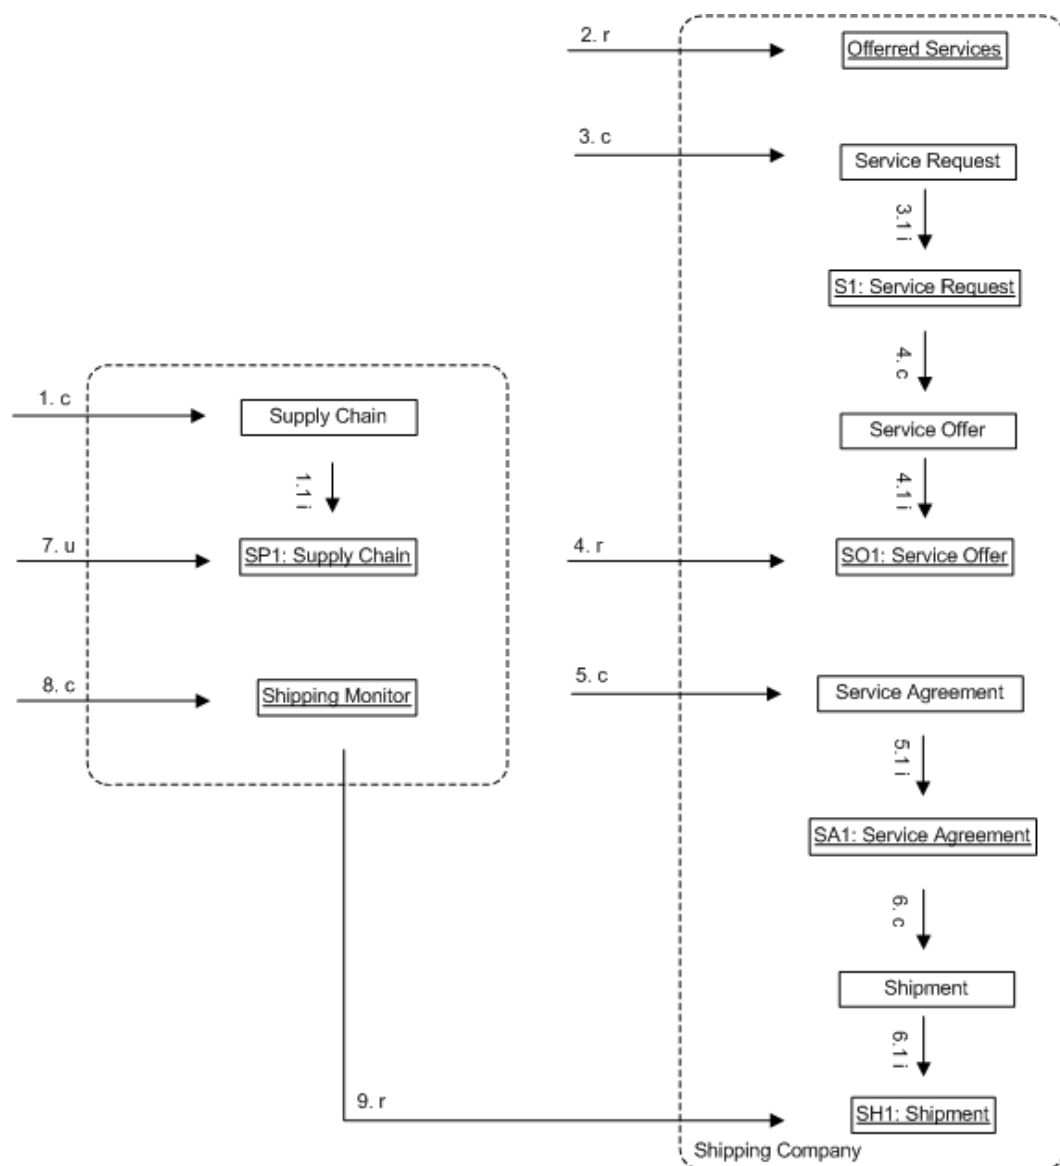 2. r
Offerred Services
3. c
Service Request
3.1 i
S1: Service Request
4. c
Service Offer
4.1 i
4. r
SO1: Service Offer
1. c
Supply Chain
1.1 i
7. u
SP1: Supply Chain
8. c
Shipping Monitor
5. c
Service Agreement
5.1 i
SA1: Service Agreement
6. c
Shipment
6.1 i
9. r
SH1: Shipment
Shipping Company